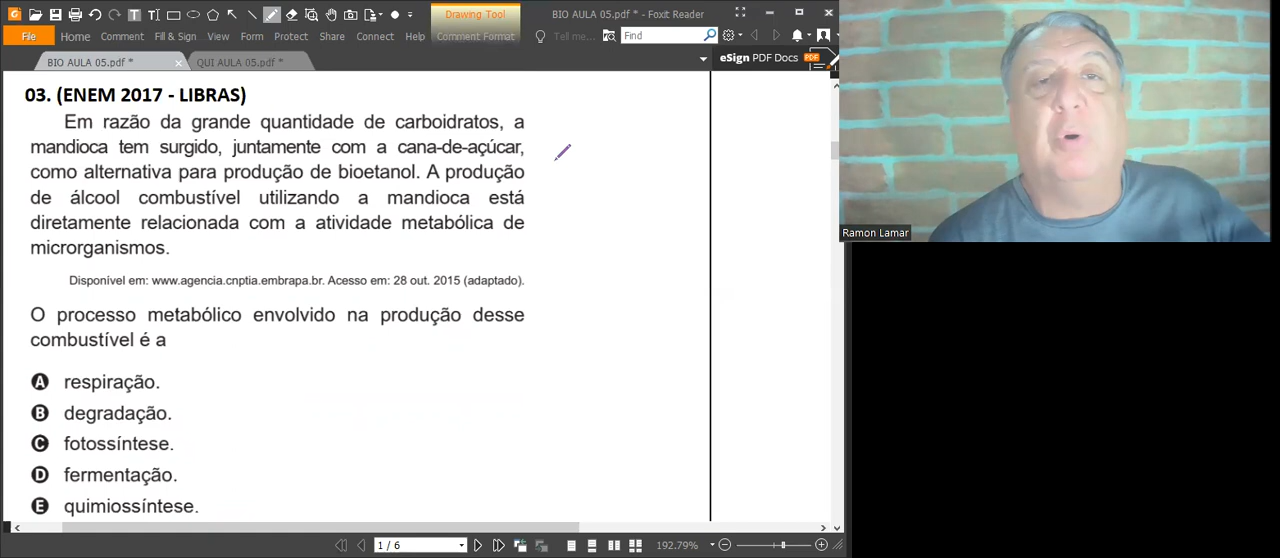 Drawing Tool
BIO AULA 05.pdf * - Foxit Reader
File Home Comment Fill & Sign View Form Protect Share Connect Help Comment Format Tell me... Find
BIO AULA 05.pdf * QUI AULA 05.pdf * eSign PDF Docs PDF
03. (ENEM 2017 - LIBRAS)
Em razão da grande quantidade de carboidratos, a
mandioca tem surgido, juntamente com a cana-de-açúcar,
como alternativa para produção de bioetanol. A produção
de álcool combustível utilizando a mandioca está
diretamente relacionada com a atividade metabólica de
microrganismos.
Disponível em: www.agencia.cnptia.embrapa.br. Acesso em: 28 out. 2015 (adaptado).
O processo metabólico envolvido na produção desse
combustível é a
A respiração.
B degradação.
C fotossíntese.
D fermentação.
E quimiossíntese.
1 / 6 192.79%
Ramon Lamar